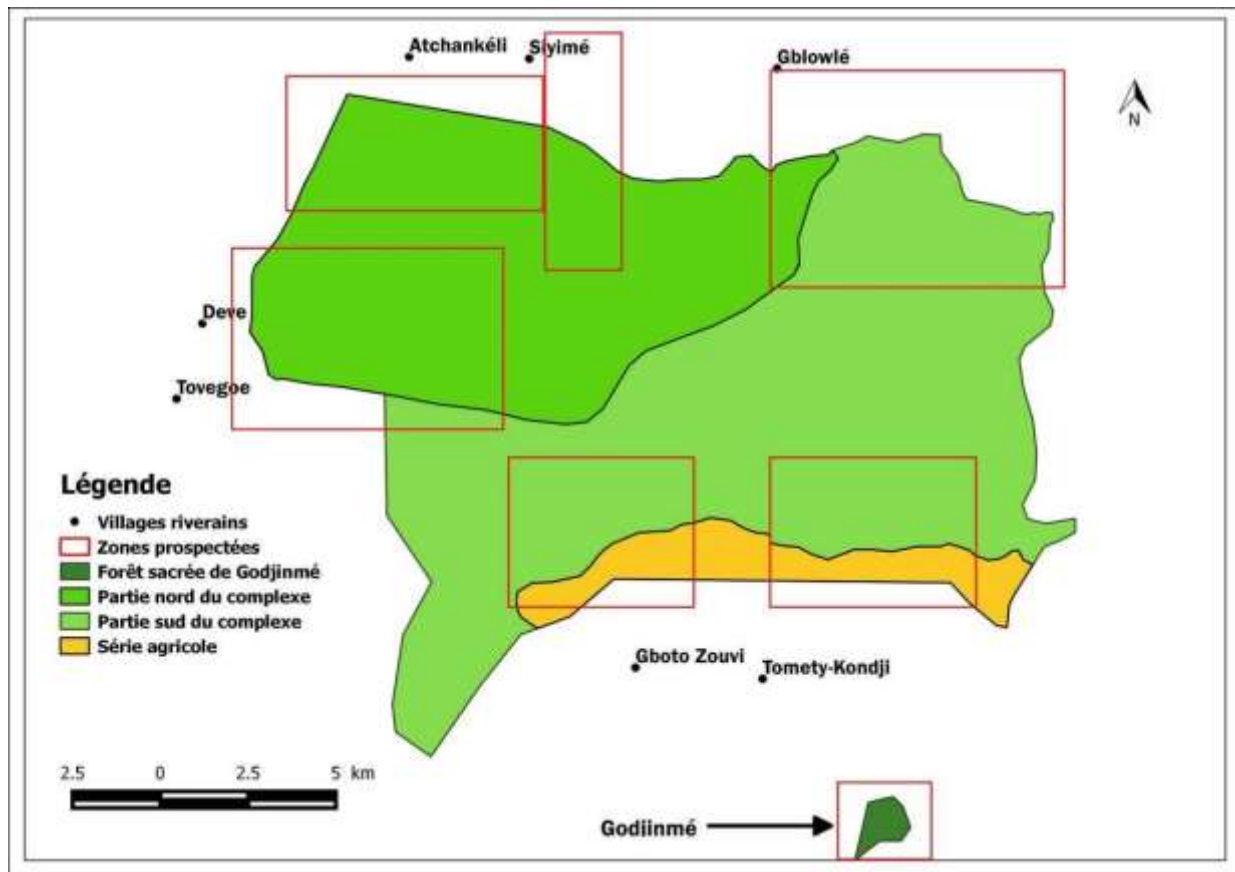 Atchankéli
Siyimé
Gblowlé
N
Deve
Tovegoe
Légende
Villages riverains
Zones prospectées
Forêt sacrée de Godjinmé
Partie nord du complexe
Partie sud du complexe
Série agricole
Gboto Zouvi
Tomety-Kondji
2.5 0 2.5 5 km
Godjinmé